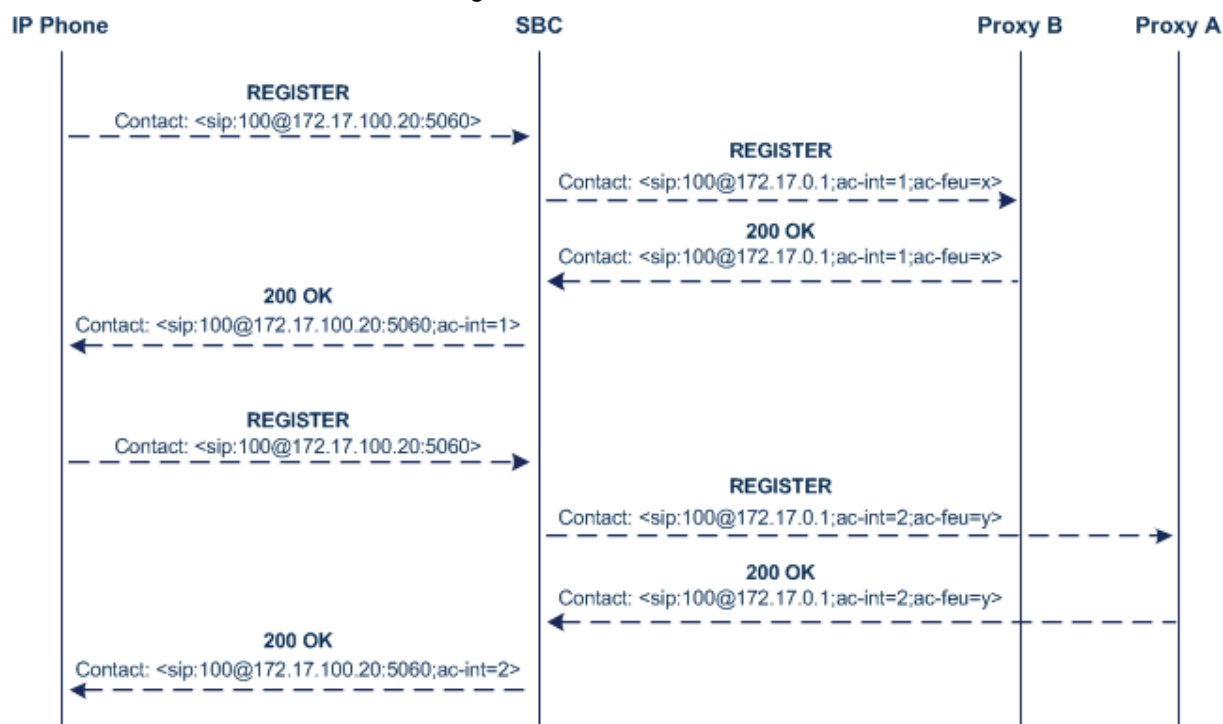 IP Phone SBC Proxy B Proxy A
REGISTER
Contact: <sip:100@172.17.100.20:5060>
REGISTER
Contact: <sip:100@172.17.0.1;ac-int=1;ac-feu=x>
200 OK
Contact: <sip:100@172.17.0.1;ac-int=1;ac-feu=x>
200 OK
Contact: <sip:100@172.17.100.20:5060;ac-int=1>
REGISTER
Contact: <sip:100@172.17.100.20:5060>
REGISTER
Contact: <sip:100@172.17.0.1;ac-int=2;ac-feu=y>
200 OK
Contact: <sip:100@172.17.0.1;ac-int=2;ac-feu=y>
200 OK
Contact: <sip:100@172.17.100.20:5060;ac-int=2>